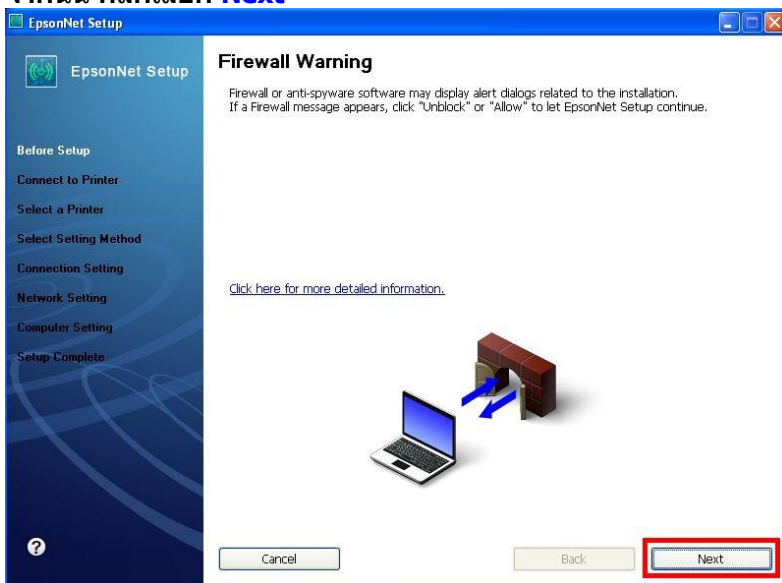 Next
EpsonNet Setup
EpsonNet Setup
Firewall Warning
Firewall or anti-spyware software may display alert dialogs related to the installation.
If a Firewall message appears, click "Unblock" or "Allow" to let EpsonNet Setup continue.
Before Setup
Connect to Printer
Select a Printer
Select Setting Method
Connection Setting
Network Setting
Computer Setting
Setup Complete
Click here for more detailed information.
?
Cancel
Back
Next